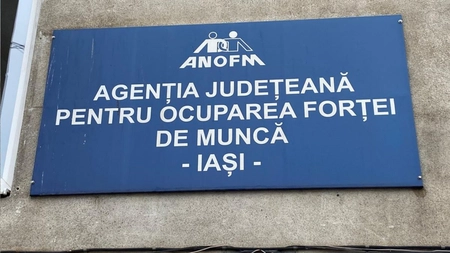 ANOFM
AGENȚIA JUDEȚEANĂ
PENTRU OCUPAREA FORȚEI
DE MUNCĂ
- IAȘI -